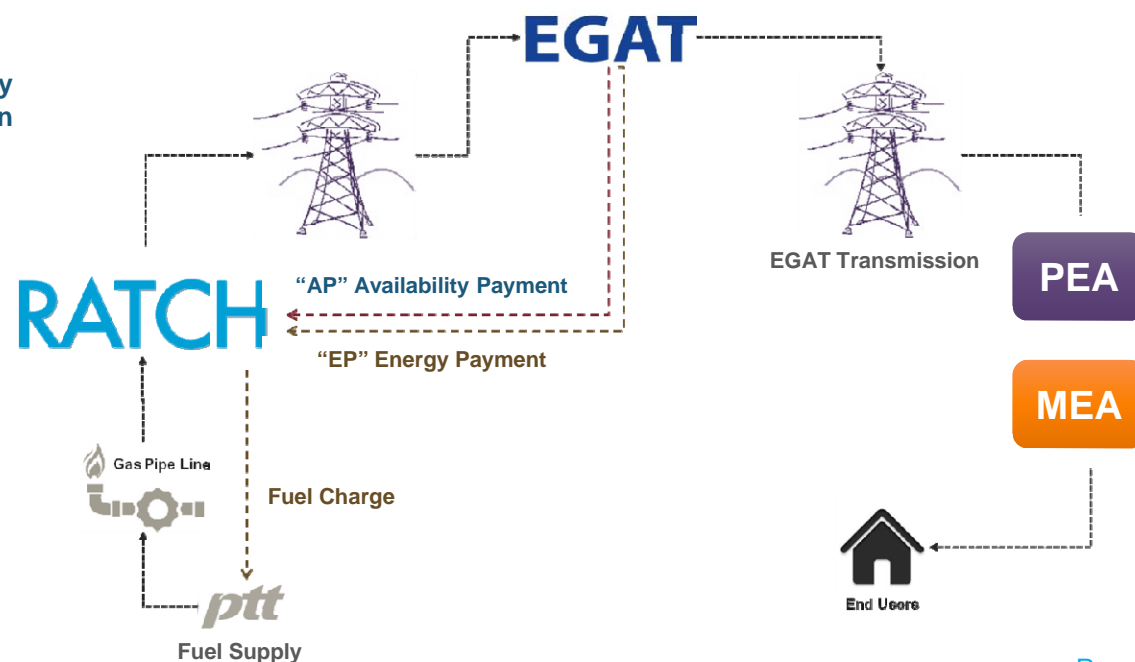 EGAT
y
n
EGAT Transmission
PEA
RATCH
“AP” Availability Payment
“EP” Energy Payment
MEA
Gas Pipe Line
Fuel Charge
End Users
ptt
Fuel Supply